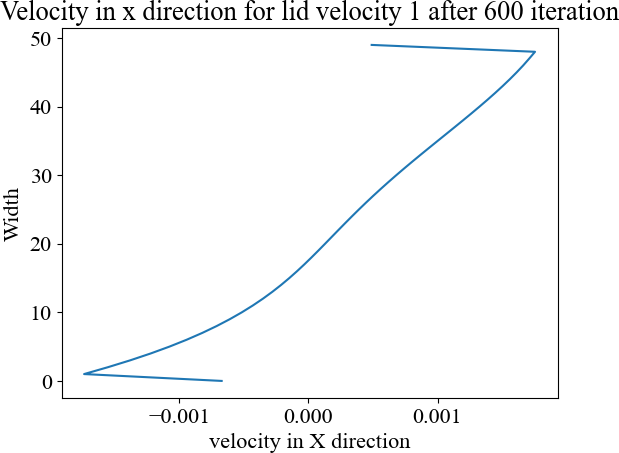 Velocity in x direction for lid velocity 1 after 600 iteration
50
40
30
20
10
0
Width
−0.001 0.000 0.001
velocity in X direction